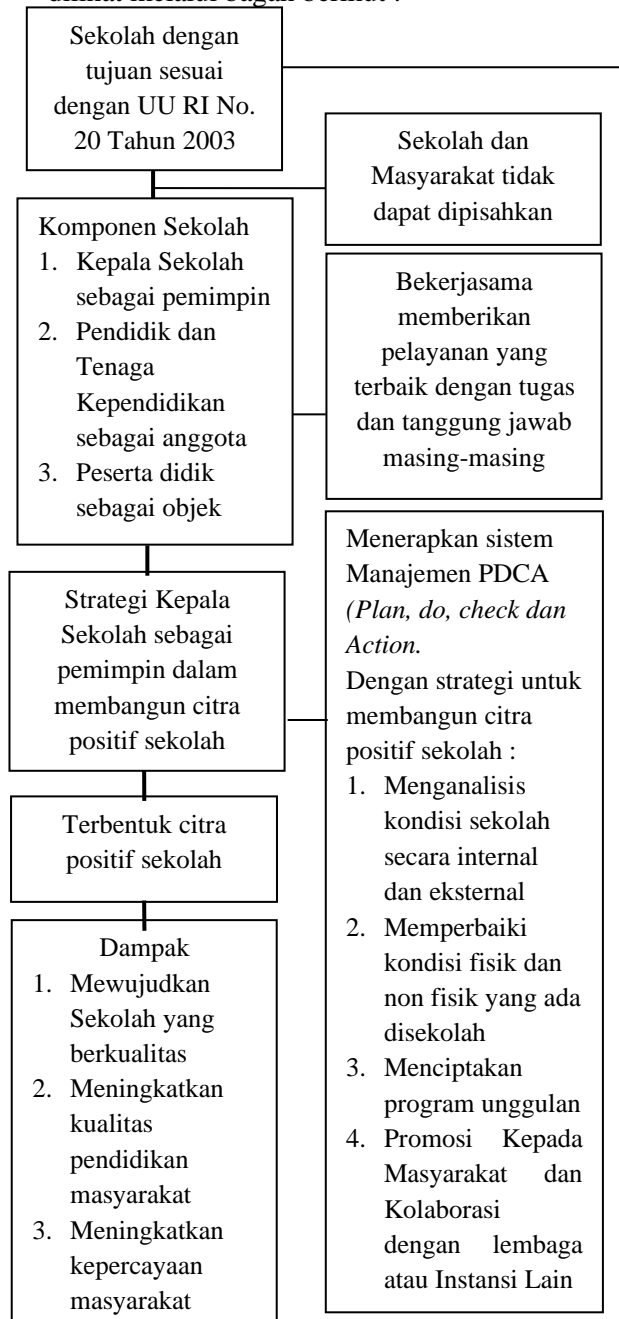 Sekolah dengan
tujuan sesuai
dengan UU RI No.
20 Tahun 2003
Sekolah dan
Masyarakat tidak
dapat dipisahkan
Komponen Sekolah
1. Kepala Sekolah
sebagai pemimpin
2. Pendidik dan
Tenaga
Kependidikan
sebagai anggota
3. Peserta didik
sebagai objek
Bekerjasama
memberikan
pelayanan yang
terbaik dengan tugas
dan tanggung jawab
masing-masing
Strategi Kepala
Sekolah sebagai
pemimpin dalam
membangun citra
positif sekolah
Menerapkan sistem
Manajemen PDCA
(Plan, do, check dan
Action.
Dengan strategi untuk
membangun citra
positif sekolah :
1. Menganalisis
kondisi sekolah
secara internal
dan eksternal
2. Memperbaiki
kondisi fisik dan
non fisik yang ada
disekolah
3. Menciptakan
program unggulan
4. Promosi Kepada
Masyarakat dan
Kolaborasi
dengan lembaga
atau Instansi Lain
Terbentuk citra
positif sekolah
Dampak
1. Mewujudkan
Sekolah yang
berkualitas
2. Meningkatkan
kualitas
pendidikan
masyarakat
3. Meningkatkan
kepercayaan
masyarakat